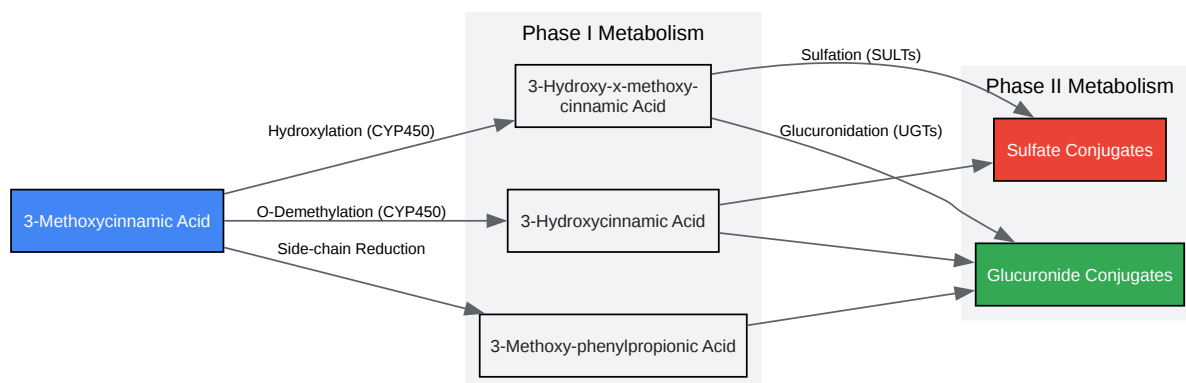 Phase I Metabolism
Sulfation (SULTs)
Phase II Metabolism
3-Hydroxy-x-methoxy-
cinnamic Acid
Hydroxylation (CYP450)
Glucuronidation (UGTs)
Sulfate Conjugates
3-Methoxycinnamic Acid
O-Demethylation (CYP450)
3-Hydroxycinnamic Acid
Side-chain Reduction
Glucuronide Conjugates
3-Methoxy-phenylpropionic Acid